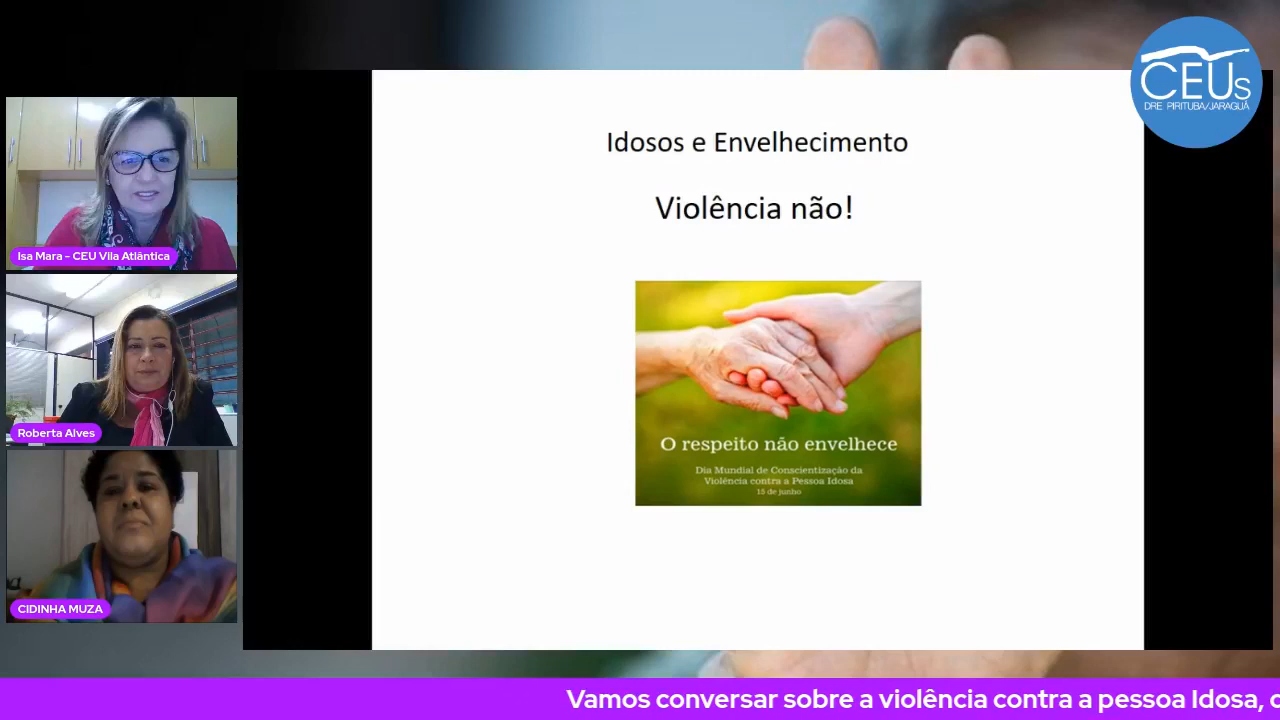 CEUs
DRE PIRITUBA/JARAGUÁ
Idosos e Envelhecimento
Violência não!
Isa Mara - CEU Vila Atlântica
Roberta Alves
O respeito não envelhece
Dia Mundial de Conscientização da
Violência contra a Pessoa Idosa
15 de junho
CIDINHA MUZA
Vamos conversar sobre a violência contra a pessoa Idosa,